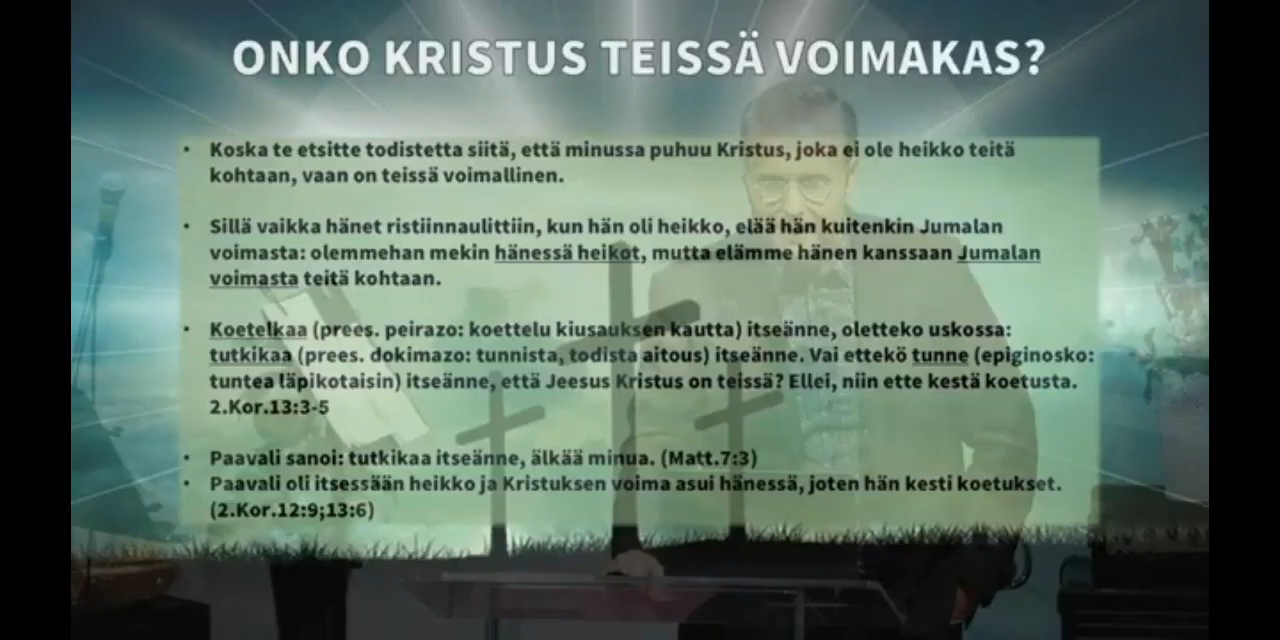 ONKO KRISTUS TEISSÄ VOIMAKAS?
• Koska te etsitte todistetta siitä, että minussa puhuu Kristus, joka ei ole heikko teitä
kohtaan, vaan on teissä voimallinen.
• Sillä vaikka hänet ristiinnaulittiin, kun hän oli heikko, elää hän kuitenkin Jumalan
voimasta: olemmehan mekin hänessä heikot, mutta elämme hänen kanssaan Jumalan
voimasta teitä kohtaan.
• Koetelkaa (prees. peirazo: koettelu kiusauksen kautta) itseänne, oletteko uskossa:
tutkikaa (prees. dokimazo: tunnista, todista aitous) itseänne. Vai ettekö tunne (epiginosko:
tuntea läpikotaisin) itseänne, että Jeesus Kristus on teissä? Ellei, niin ette kestä koetusta.
2.Kor.13:3-5
• Paavali sanoi: tutkikaa itseänne, älkää minua. (Matt.7:3)
• Paavali oli itsessään heikko ja Kristuksen voima asui hänessä, joten hän kesti koetukset.
(2.Kor.12:9;13:6)